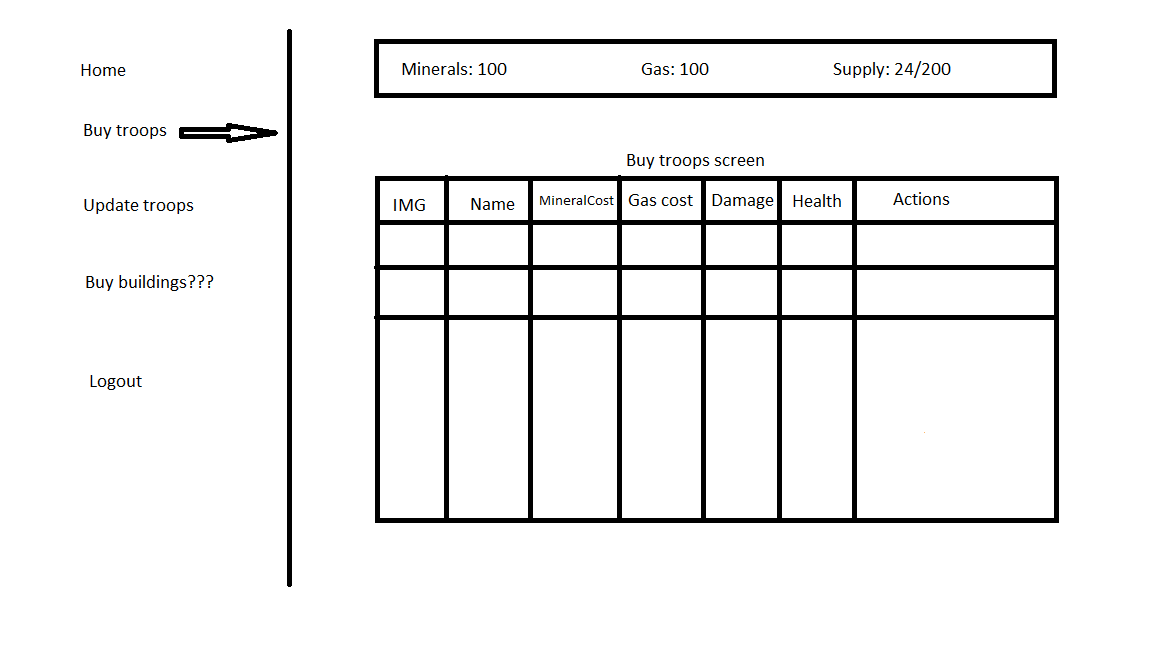 Home
Buy troops
Update troops
Buy buildings???
Logout
Minerals: 100 Gas: 100 Supply: 24/200
Buy troops screen
IMG Name MineralCost Gas cost Damage Health Actions